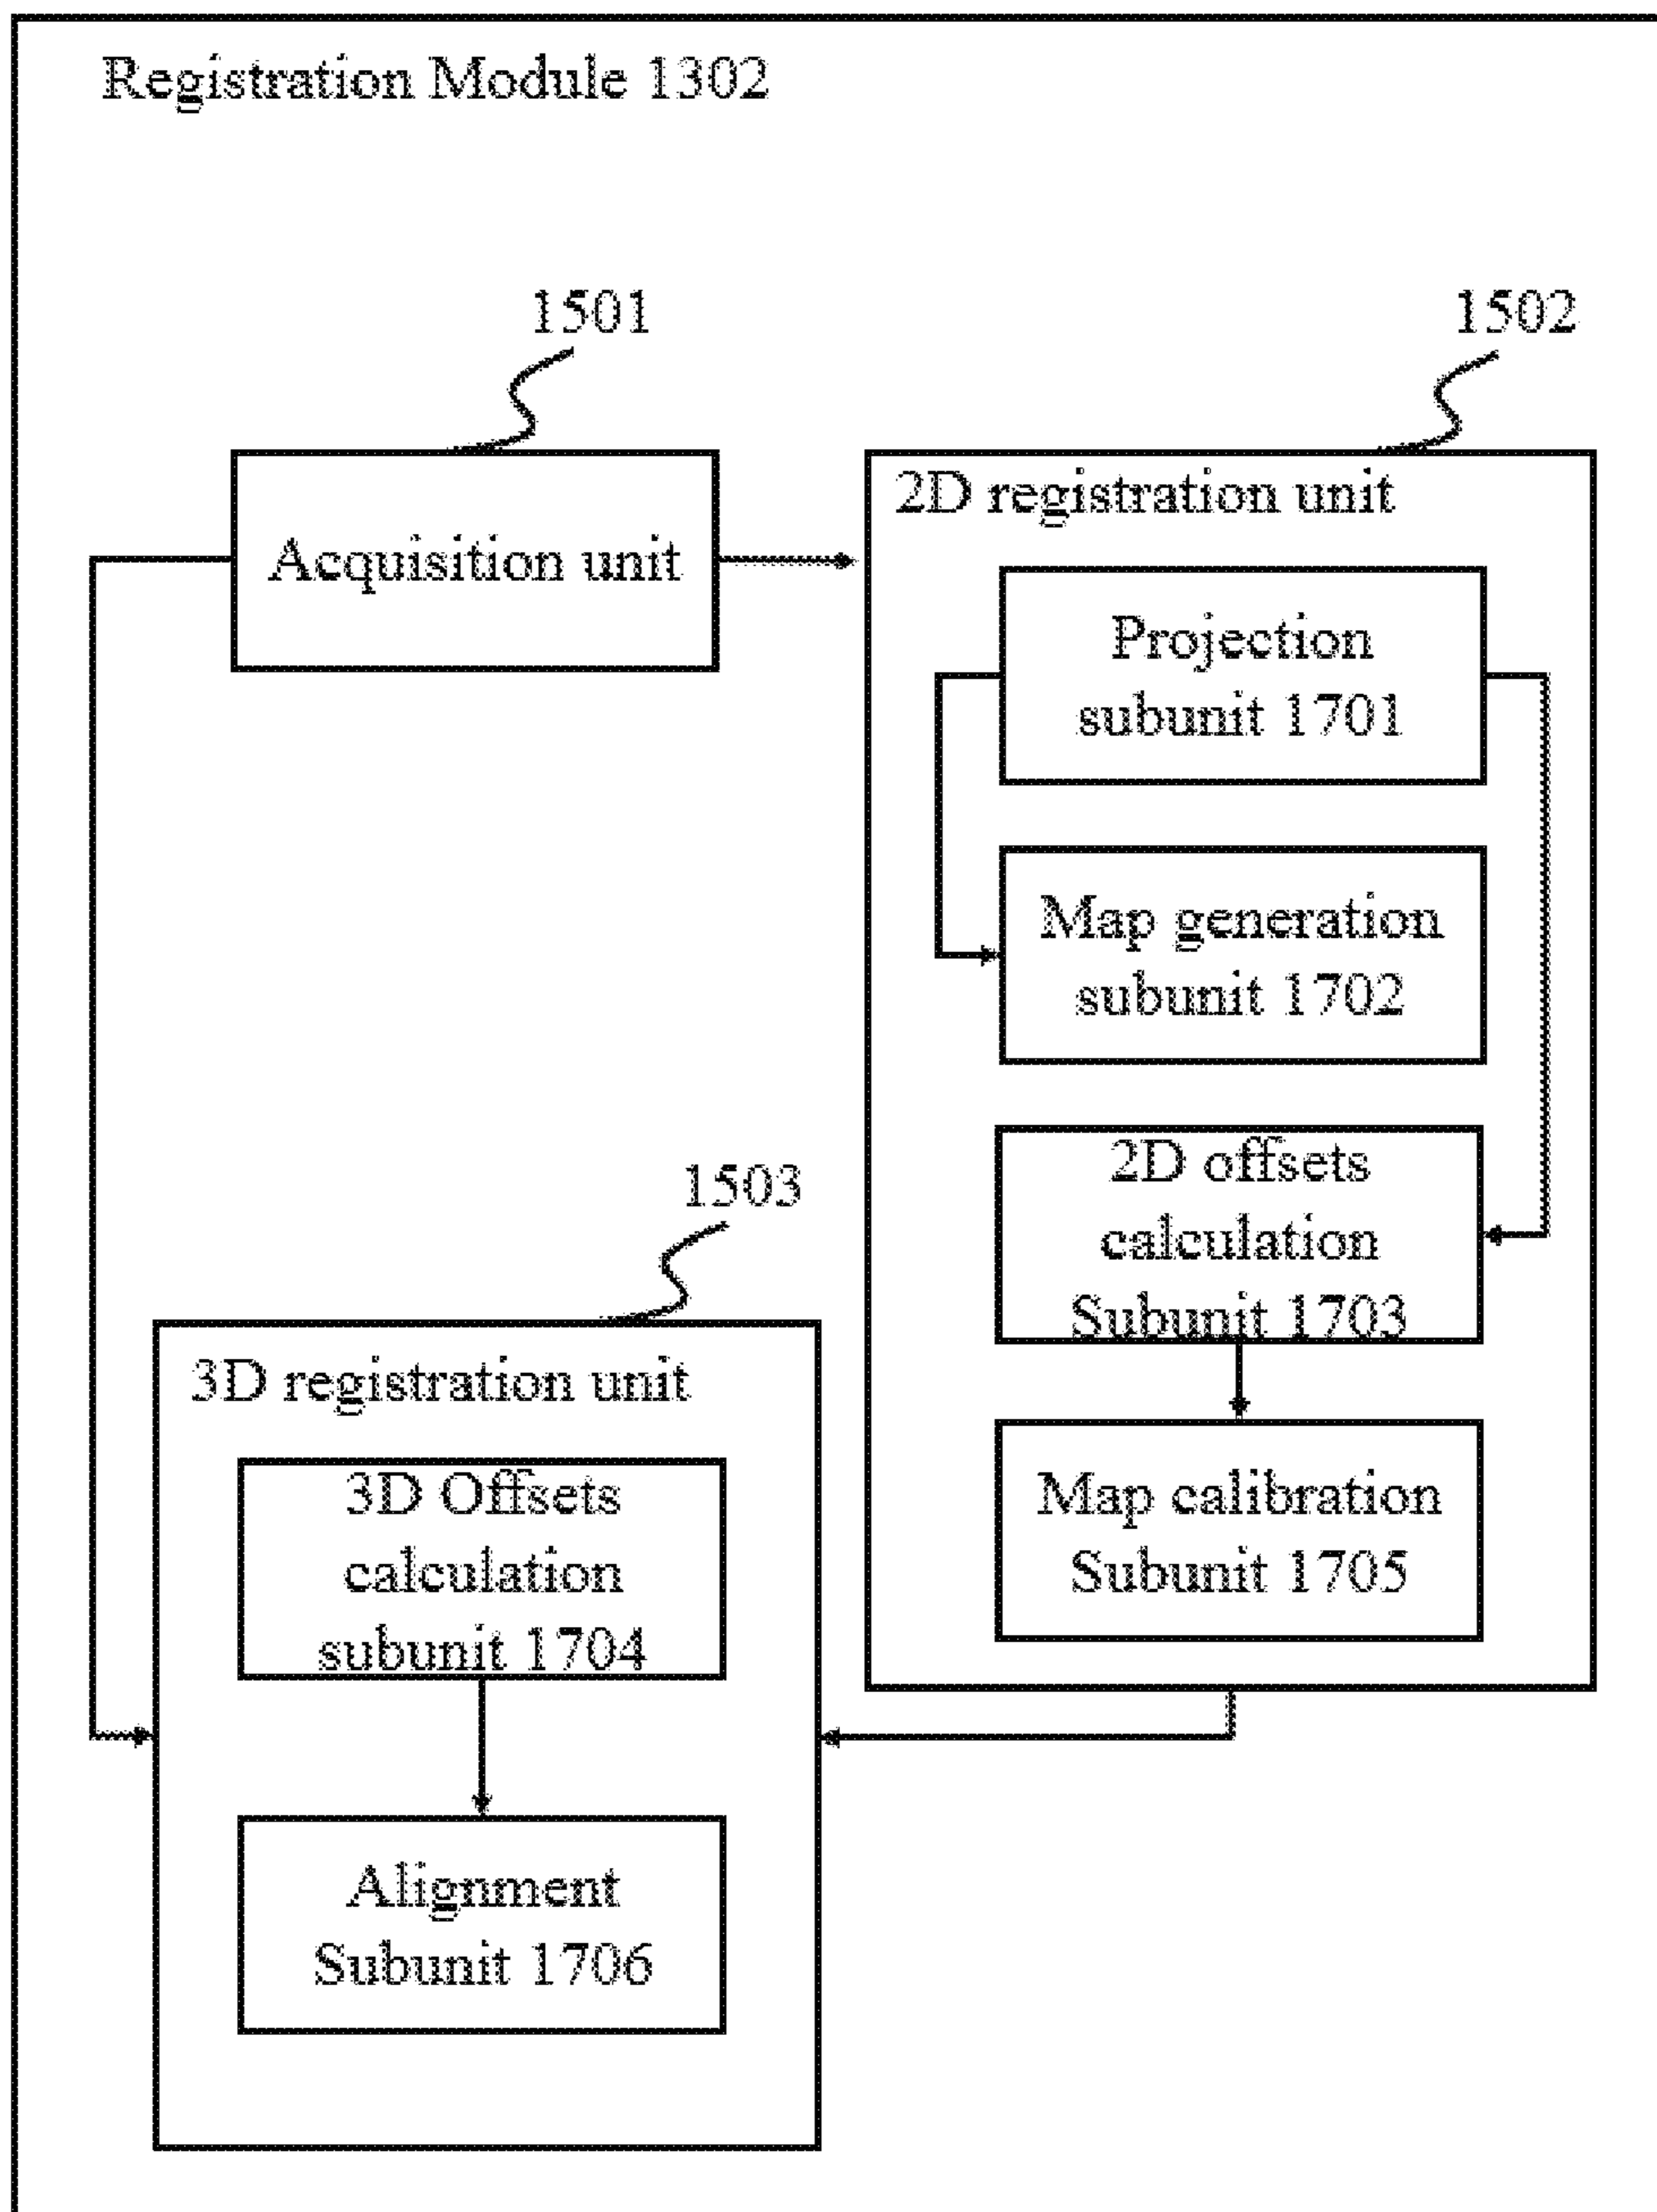 Registration Module 1302
1501
1502
Acquisition unit
2D registration unit
Projection
subunit 1701
Map generation
subunit 1702
2D offsets
calculation
Subunit 1703
Map calibration
Subunit 1705
1503
3D registration unit
3D Offsets
calculation
subunit 1704
Alignment
Subunit 1706